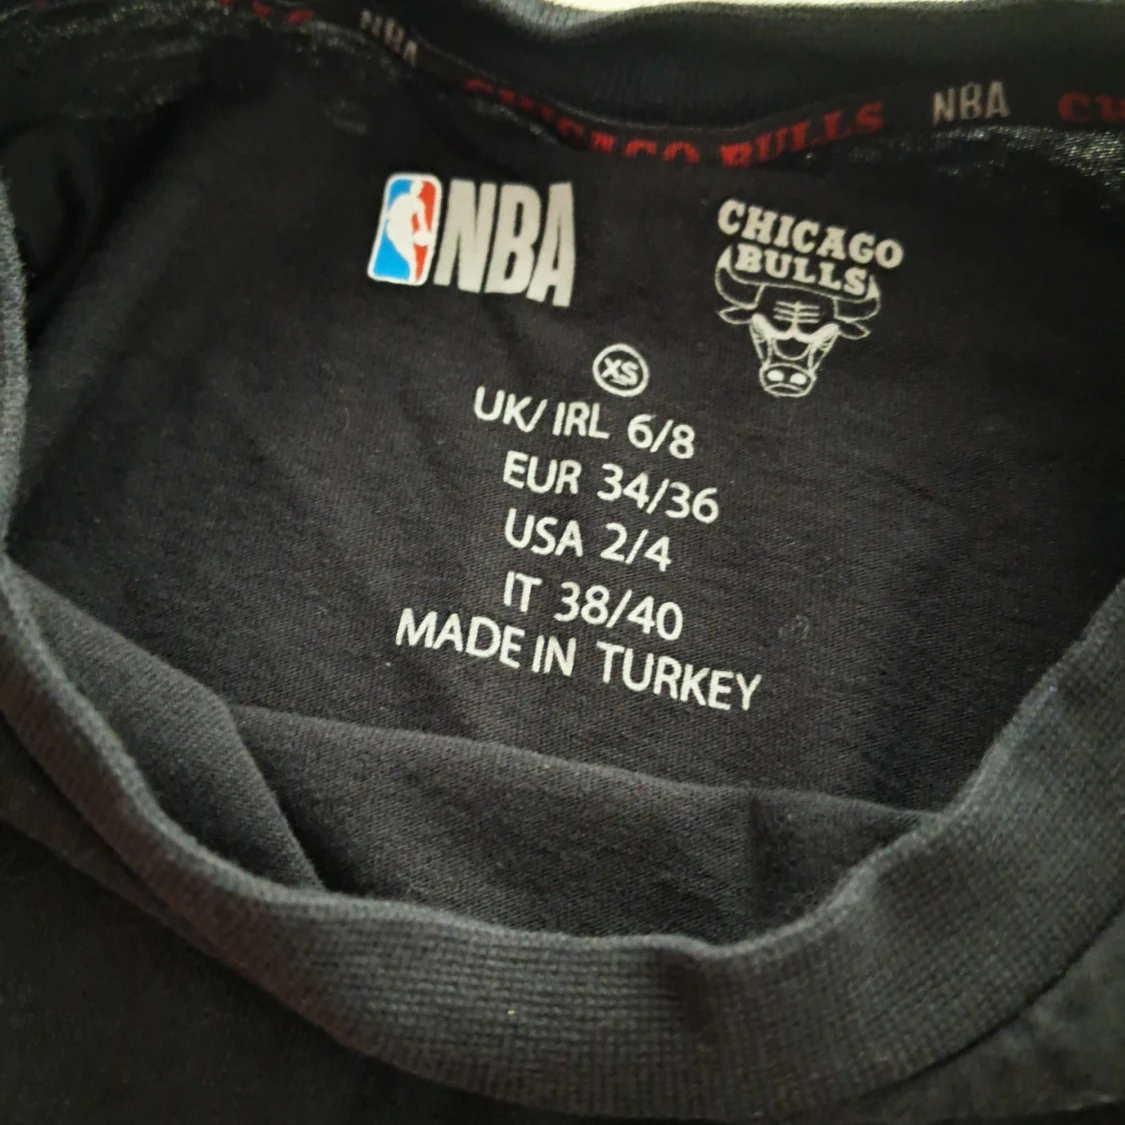 NBA
CHICAGO BULLS NBA
NBA
CHICAGO
BULLS
XS
UK/IRL 6/8
EUR 34/36
USA 2/4
IT 38/40
MADE IN TURKEY